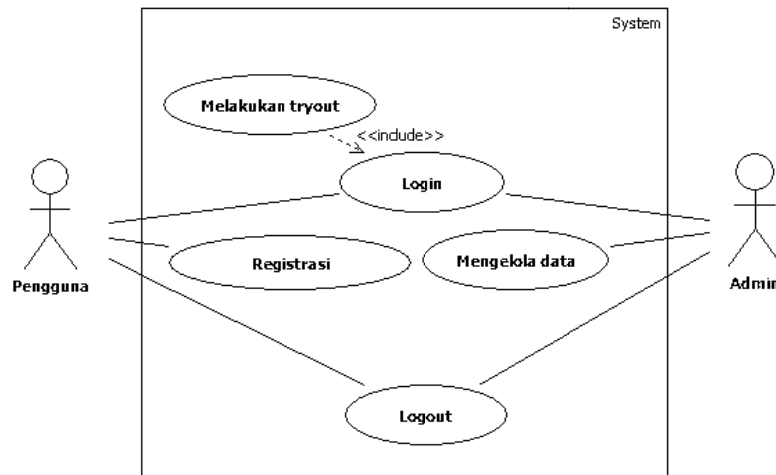 System
Melakukan tryout
<<include>>
Login
Registrasi
Mengelola data
Pengguna
Admin
Logout